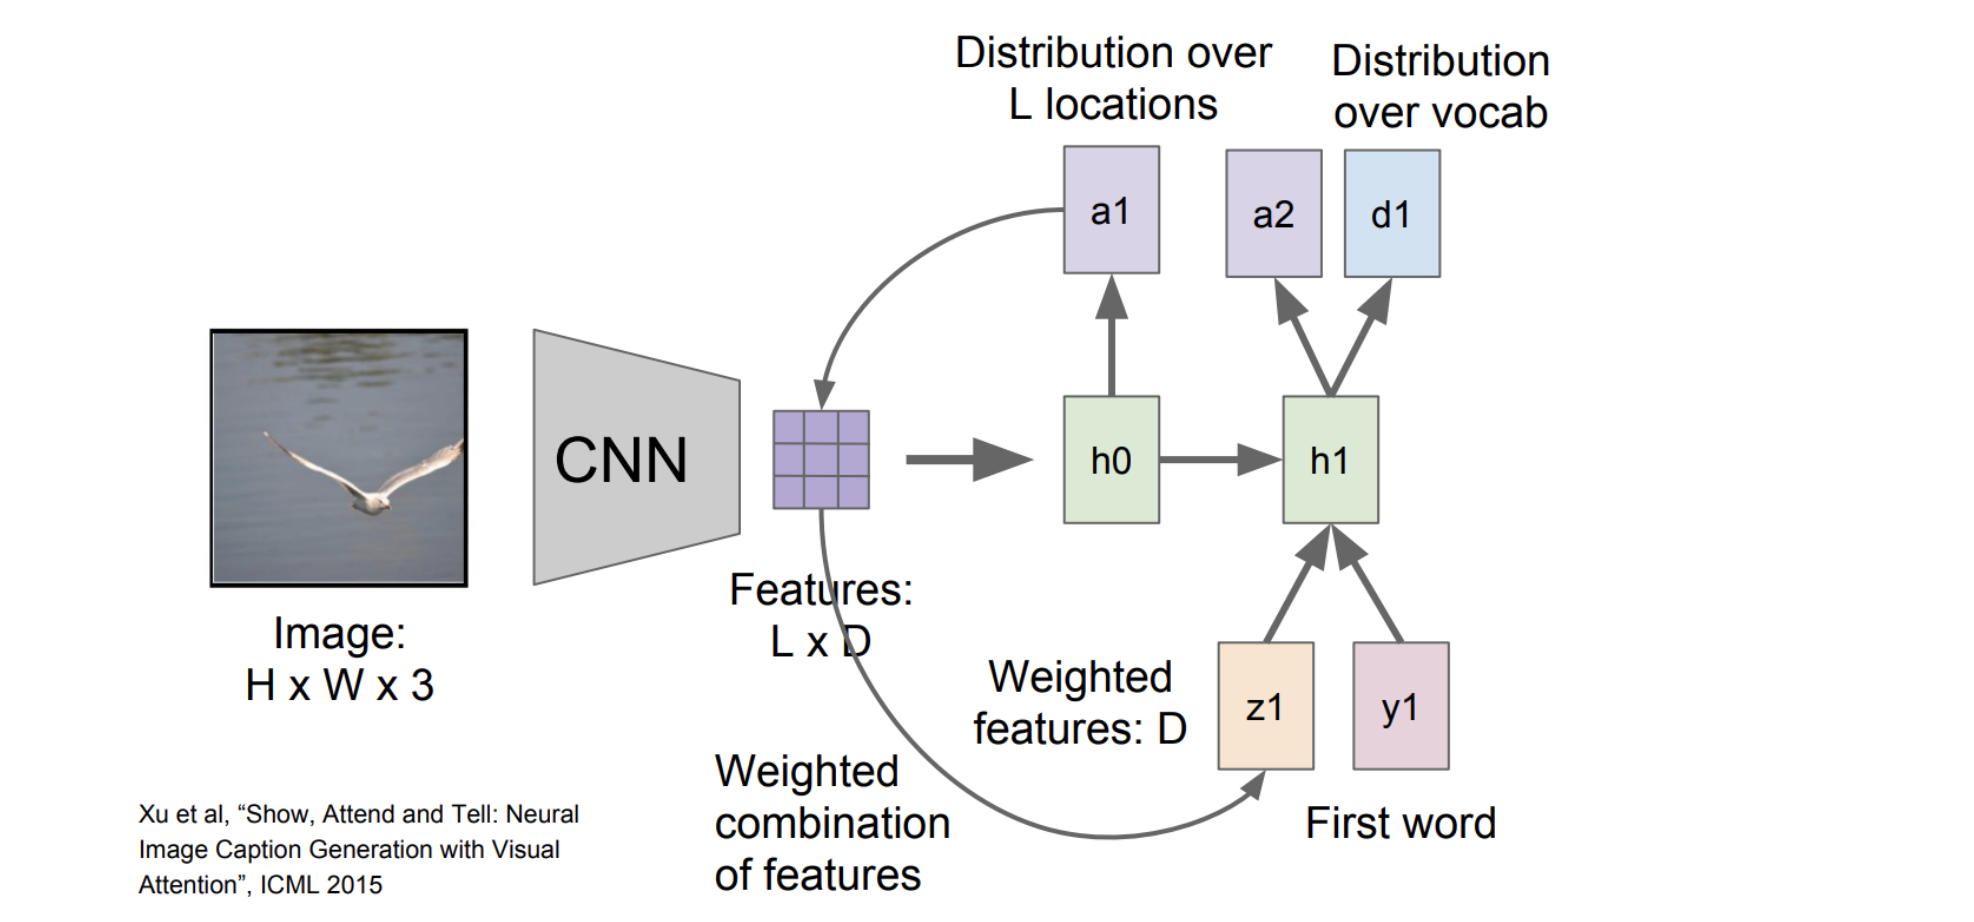 Distribution over
L locations
Distribution
over vocab
a1
a2
d1
CNN
h0
h1
Features:
L x D
Image:
H x W x 3
Weighted
features: D
z1
y1
Weighted
combination
of features
First word
Xu et al, “Show, Attend and Tell: Neural
Image Caption Generation with Visual
Attention”, ICML 2015